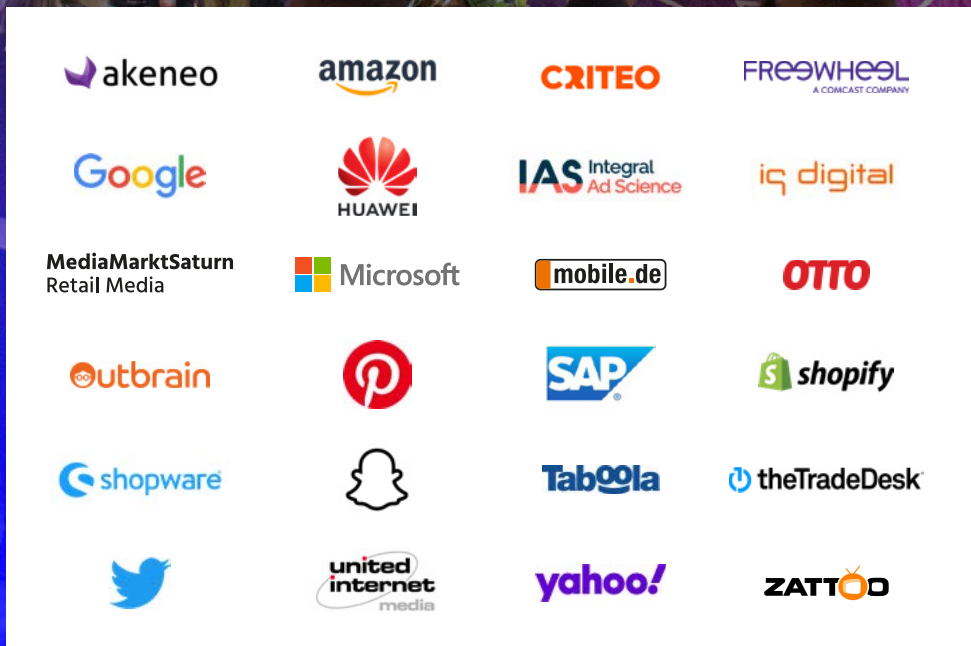 akeneo
amazon
CRITEO
FREEWHEEL
A COMCAST COMPANY
Google
HUAWEI
IAS Integral
Ad Science
iq digital
MediaMarktSaturn
Retail Media
Microsoft
mobile.de
OTTO
Outbrain
SAP
®
shopify
shopware
Taboola
theTradeDesk
united
internet
media
yahoo!
ZATTOO